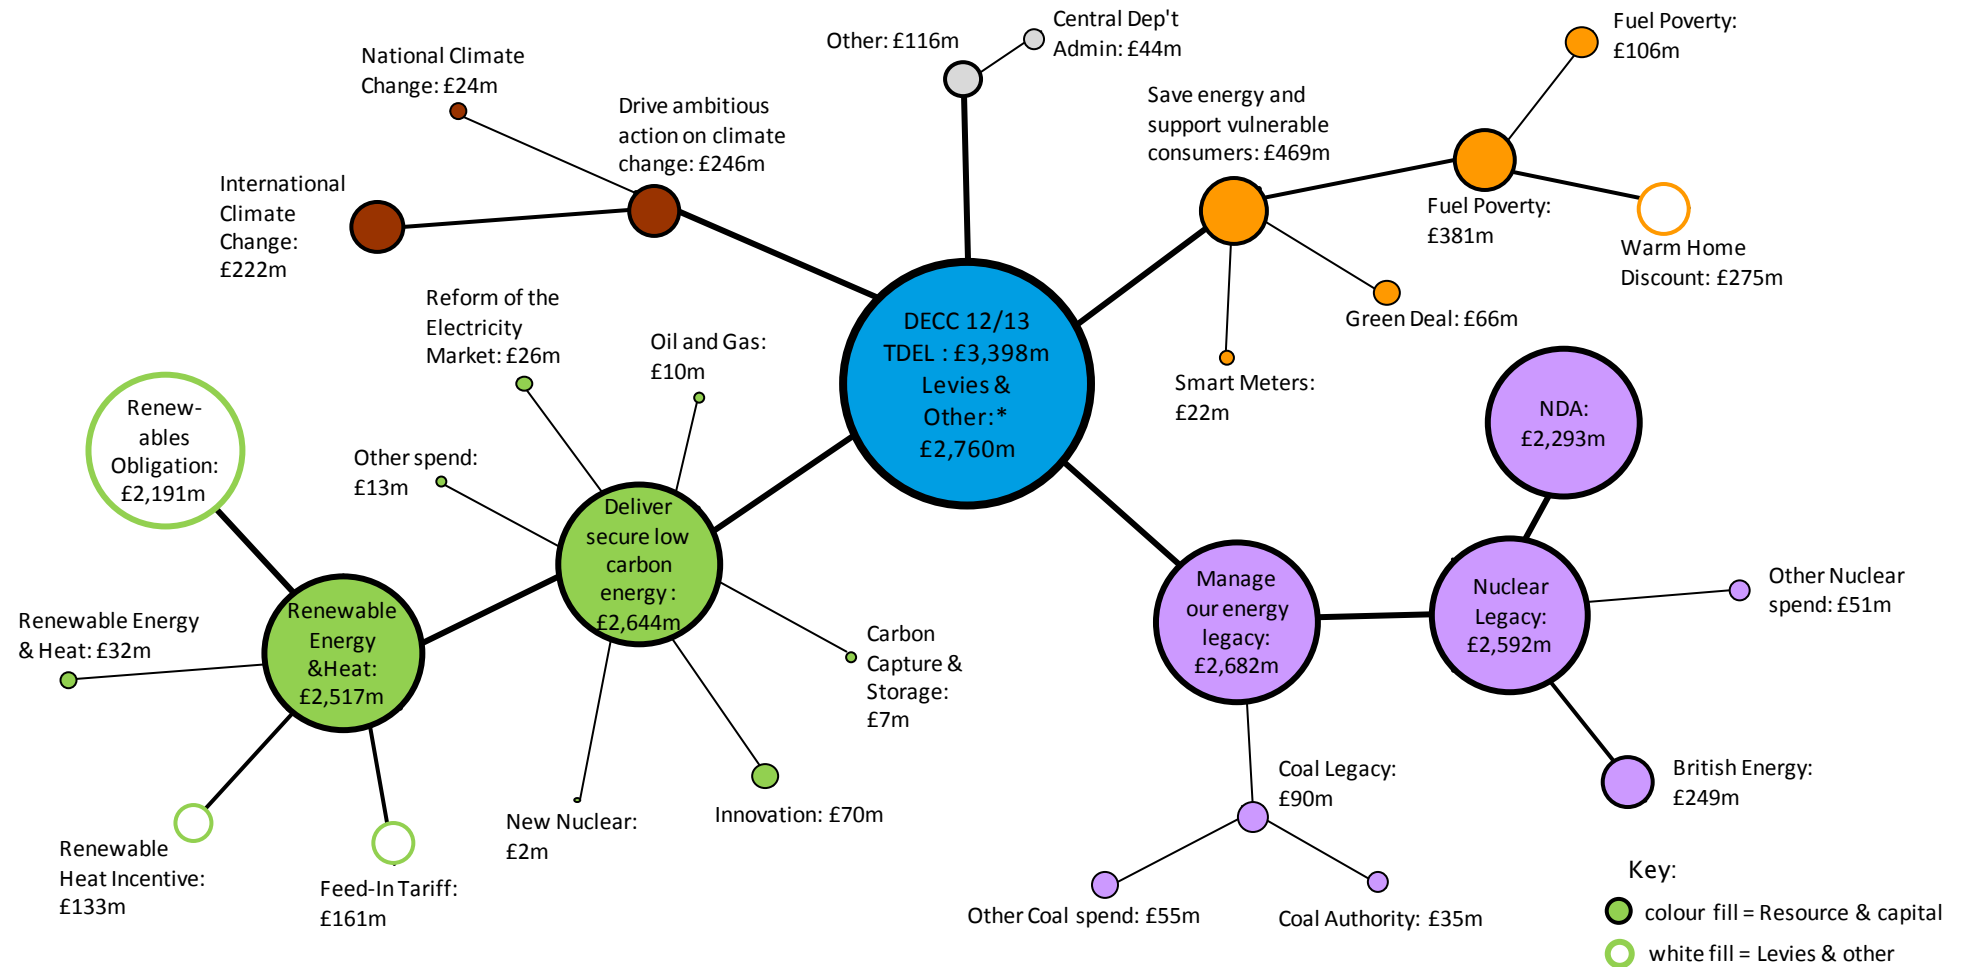 National Climate
Change: £24m
Other: £116m
Central Dep't
Admin: £44m
Fuel Poverty:
£106m
Drive ambitious
action on climate
change: £246m
Save energy and
support vulnerable
consumers: £469m
International
Climate
Change:
£222m
Fuel Poverty:
£381m
Warm Home
Discount: £275m
Green Deal: £66m
Smart Meters:
£22m
DECC 12/13
TDEL : £3,398m
Levies &
Other:*
£2,760m
Reform of the
Electricity
Market: £26m
Oil and Gas:
£10m
Other spend:
£13m
Renew-
ables
Obligation:
£2,191m
Deliver
secure low
carbon
energy :
£2,644m
Renewable Energy
& Heat: £32m
Renewable
Energy
&Heat:
£2,517m
Carbon
Capture &
Storage:
£7m
New Nuclear:
£2m
Innovation: £70m
Renewable
Heat Incentive:
£133m
Feed-In Tariff:
£161m
NDA:
£2,293m
Manage
our energy
legacy:
£2,682m
Nuclear
Legacy:
£2,592m
Other Nuclear
spend: £51m
British Energy:
£249m
Coal Legacy:
£90m
Other Coal spend: £55m
Coal Authority: £35m
Key:
colour fill = Resource & capital
white fill = Levies & other